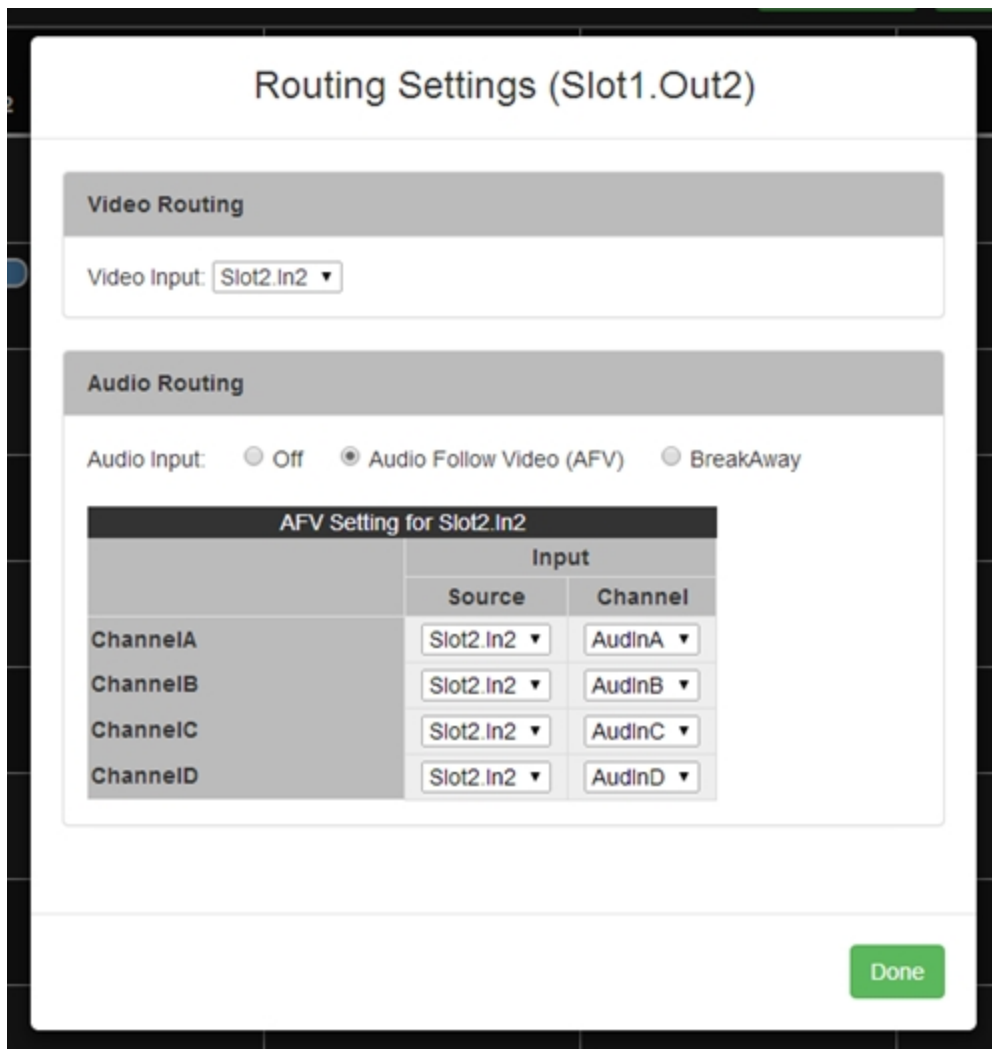 2
Routing Settings (Slot1.Out2)
Video Routing
Video Input: Slot2.In2
Audio Routing
Audio Input: Off Audio Follow Video (AFV) BreakAway
AFV Setting for Slot2.In2
Input
Source Channel
ChannelA Slot2.In2 AudInA
ChannelB Slot2.In2 AudInB
ChannelC Slot2.In2 AudInC
ChannelD Slot2.In2 AudInD
Done